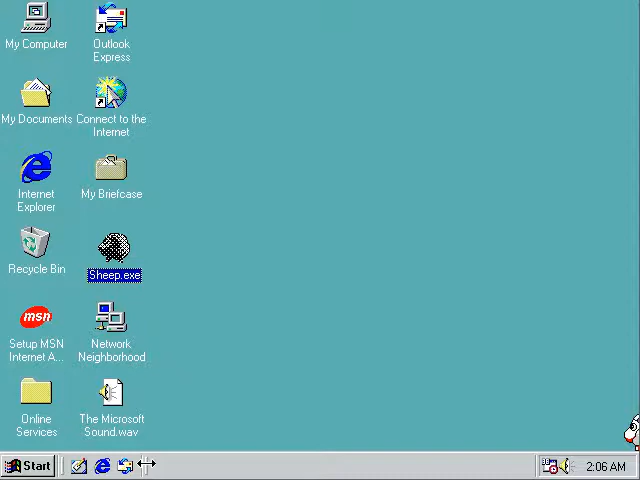 My Computer
Outlook
Express
My Documents
Connect to the
Internet
Internet
Explorer
My Briefcase
Recycle Bin
Sheep.exe
msn
Setup MSN
Internet A...
Network
Neighborhood
Online
Services
The Microsoft
Sound.wav
Start
2:06 AM